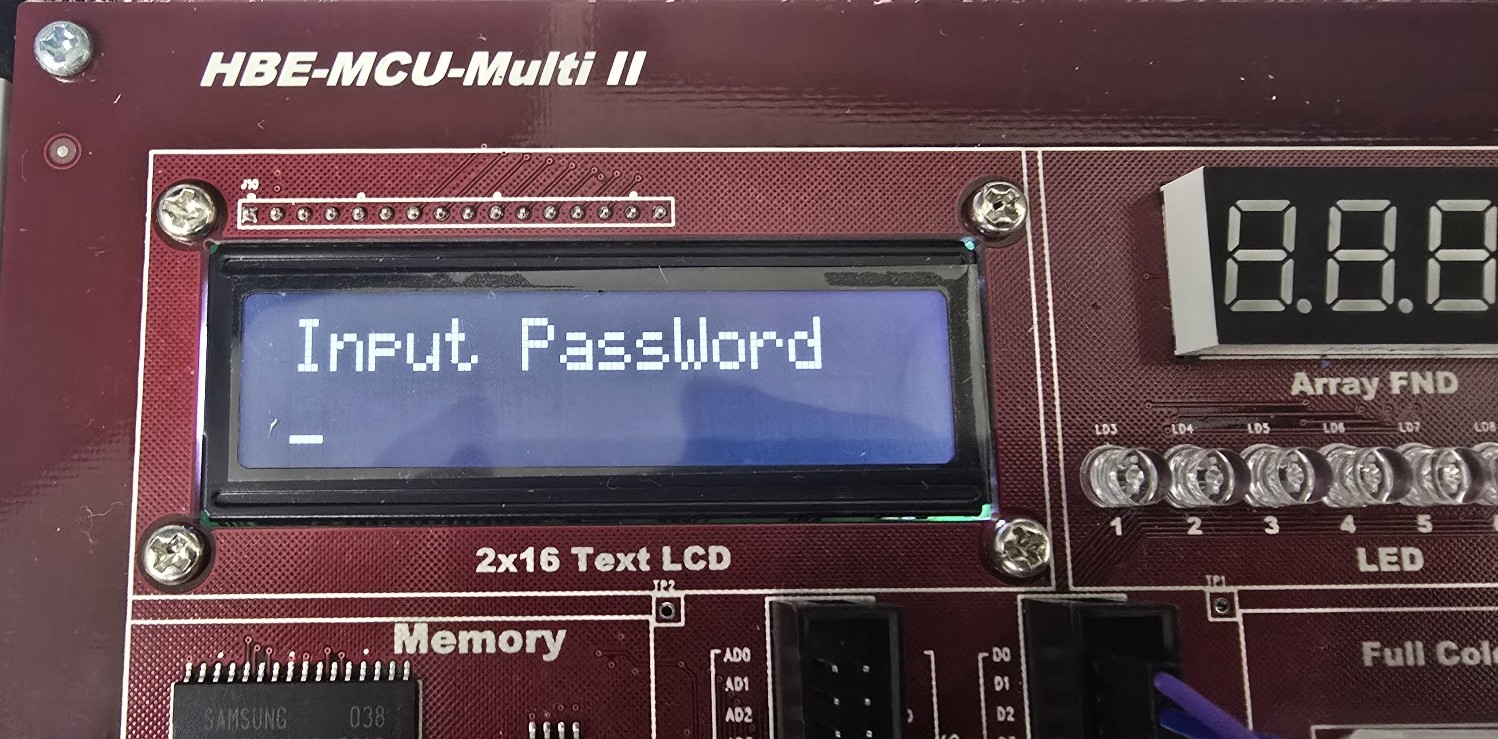 HBE-MCU-Multi II
J10
Input PassWord
_
2x16 Text LCD
Array FND
LD3 LD4 LD5 LD6 LD7 LD8
1 2 3 4 5
LED
TP2
TP1
Memory
SAMSUNG 038
AD0
AD1
AD2
D0
D1
D2
Full